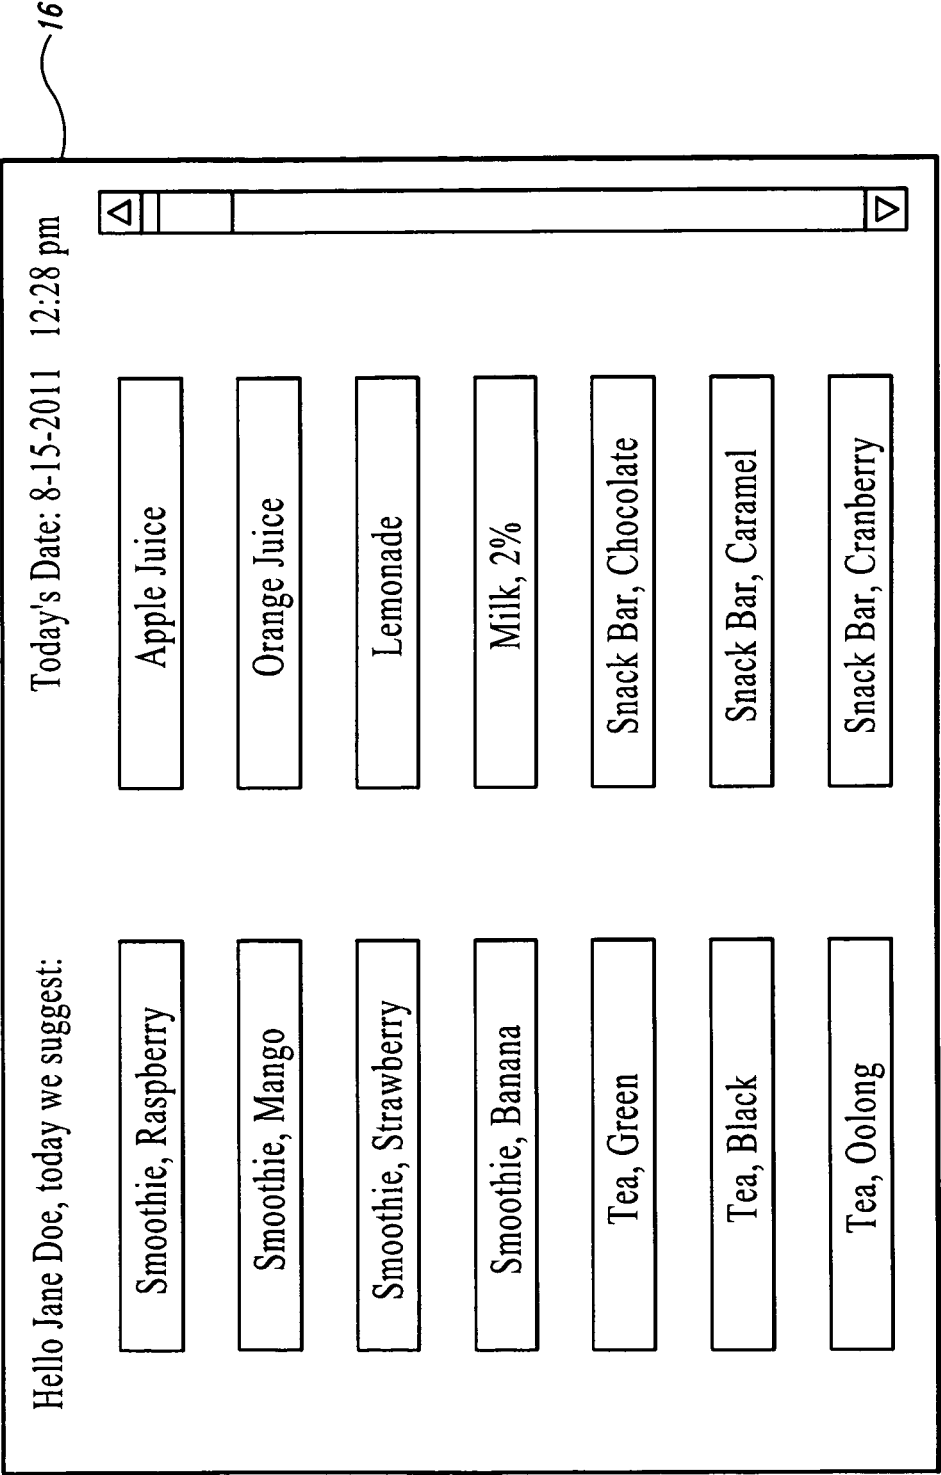 16
Hello Jane Doe, today we suggest:
Today's Date: 8-15-2011 12:28 pm
Smoothie, Raspberry
Apple Juice
Smoothie, Mango
Orange Juice
Smoothie, Strawberry
Lemonade
Smoothie, Banana
Milk, 2%
Tea, Green
Snack Bar, Chocolate
Tea, Black
Snack Bar, Caramel
Tea, Oolong
Snack Bar, Cranberry